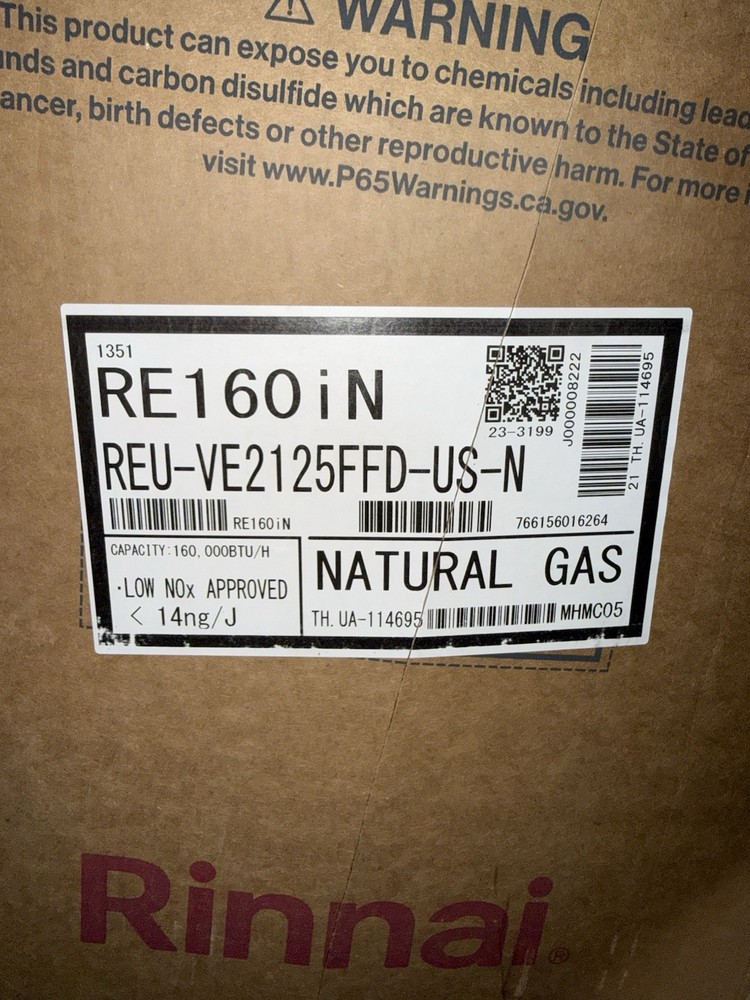 WARNING
This product can expose you to chemicals including lead
and carbon disulfide which are known to the State of
birth defects or other reproductive harm. For more
visit www.P65Warnings.ca.gov.
1351
RE160iN
23-3199
J000008222
21 TH. UA-114695
REU-VE2125FFD-US-N
RE160iN
766156016264
CAPACITY:160,000BTU/H
·LOW NOx APPROVED
< 14ng/J
NATURAL GAS
TH. UA-114695
MHMC05
Rinnai®